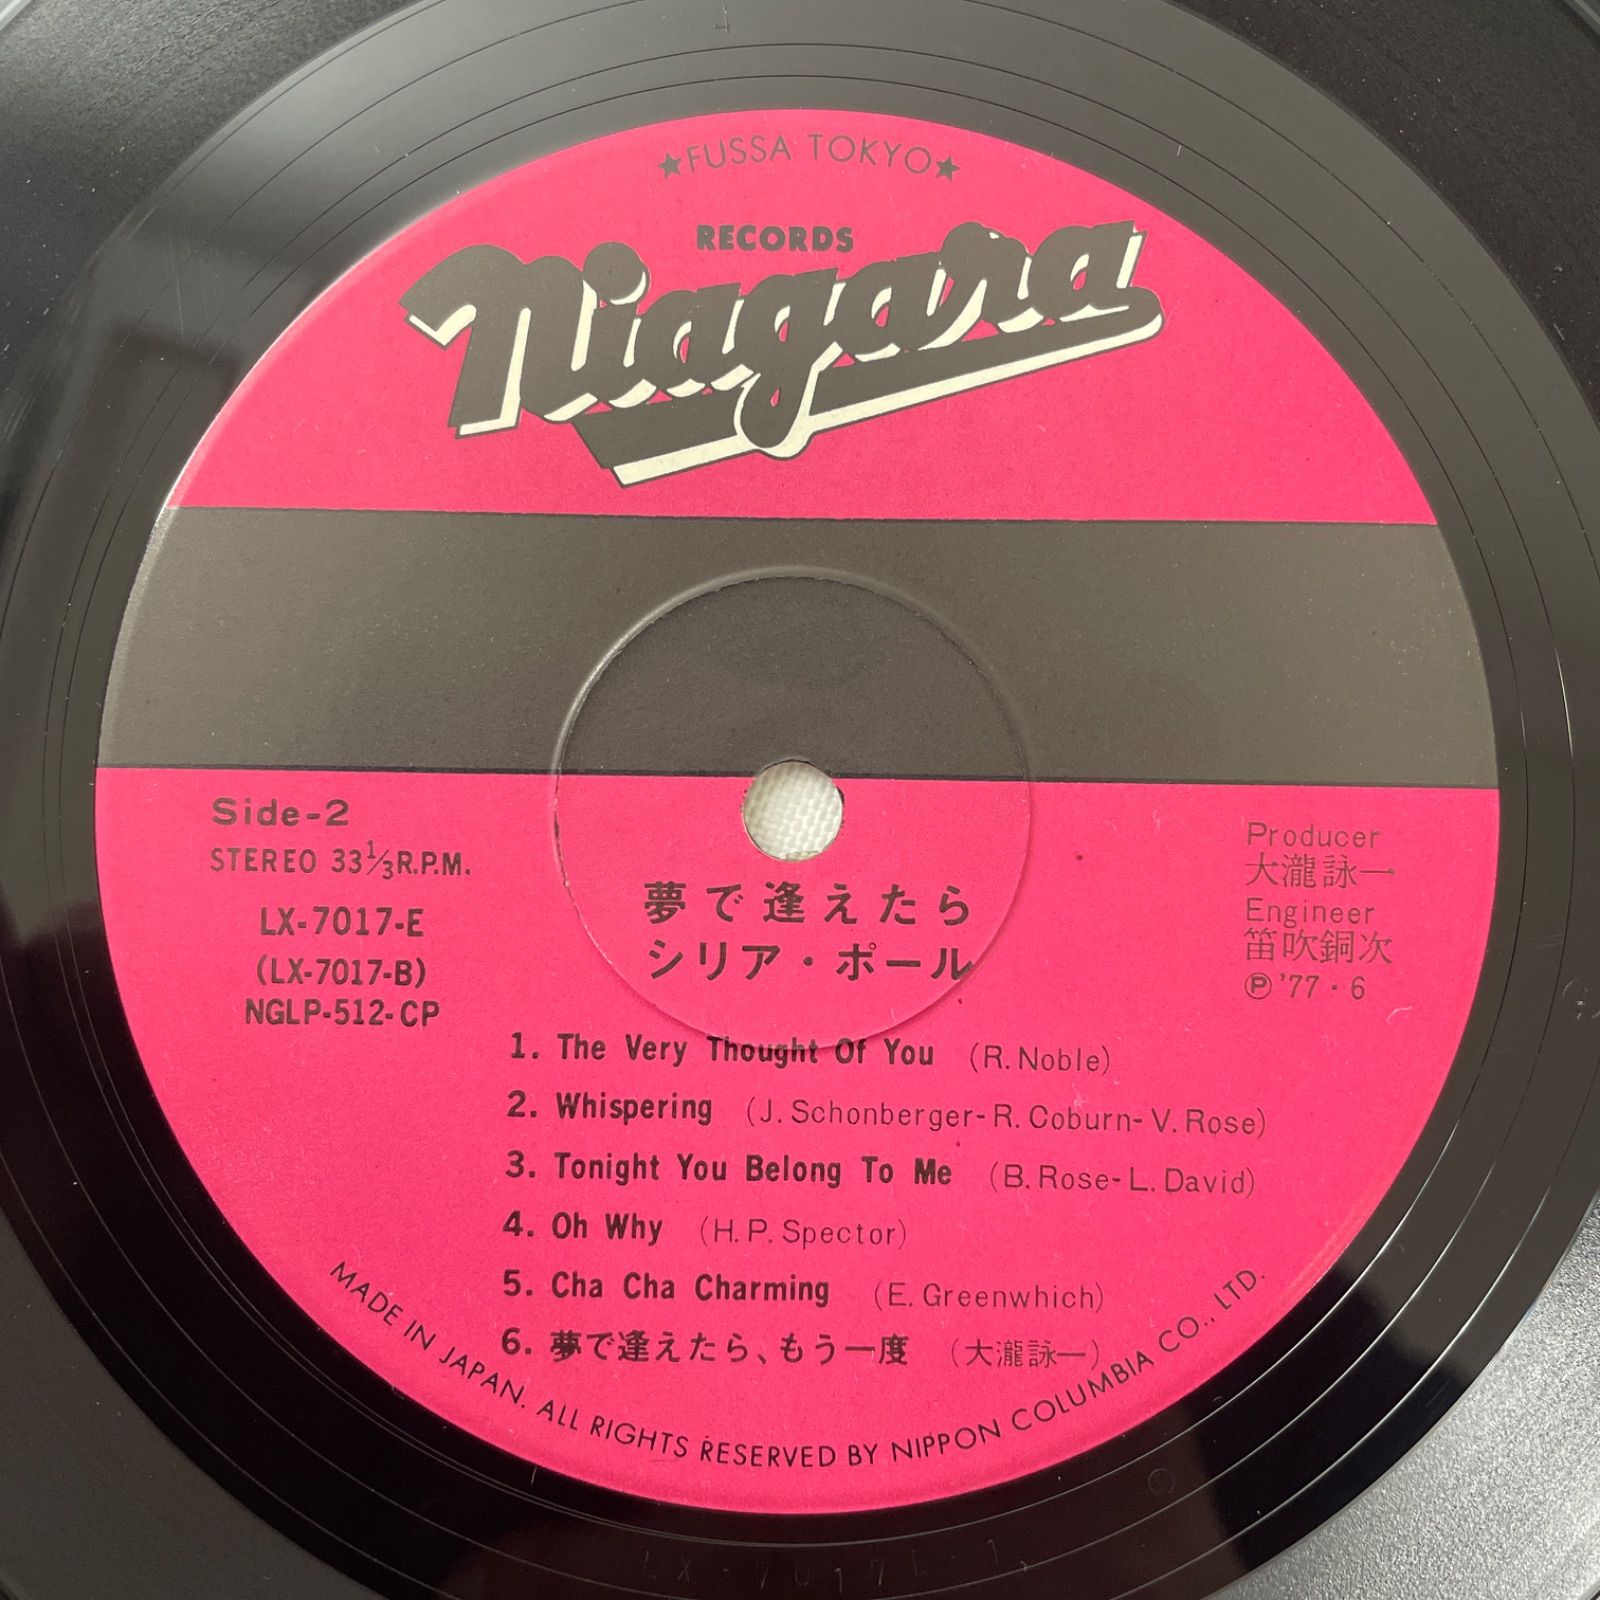 ★FUSSA TOKYO★
RECORDS
Niagara
Side-2
STEREO 33⅓R.P.M.
LX-7017-E
(LX-7017-B)
NGLP-512-CP
夢で逢えたら
シリア・ポール
Producer
大瀧詠一
Engineer
笛吹銅次
Ⓟ'77・6
1. The Very Thought Of You (R. Noble)
2. Whispering (J. Schonberger-R. Coburn-V. Rose)
3. Tonight You Belong To Me (B. Rose-L. David)
4. Oh Why (H. P. Spector)
5. Cha Cha Charming (E. Greenwhich)
6. 夢で逢えたら、もう一度 (大瀧詠一)
MADE IN JAPAN. ALL RIGHTS RESERVED BY NIPPON COLUMBIA CO., LTD.
LX-7017E-1
4